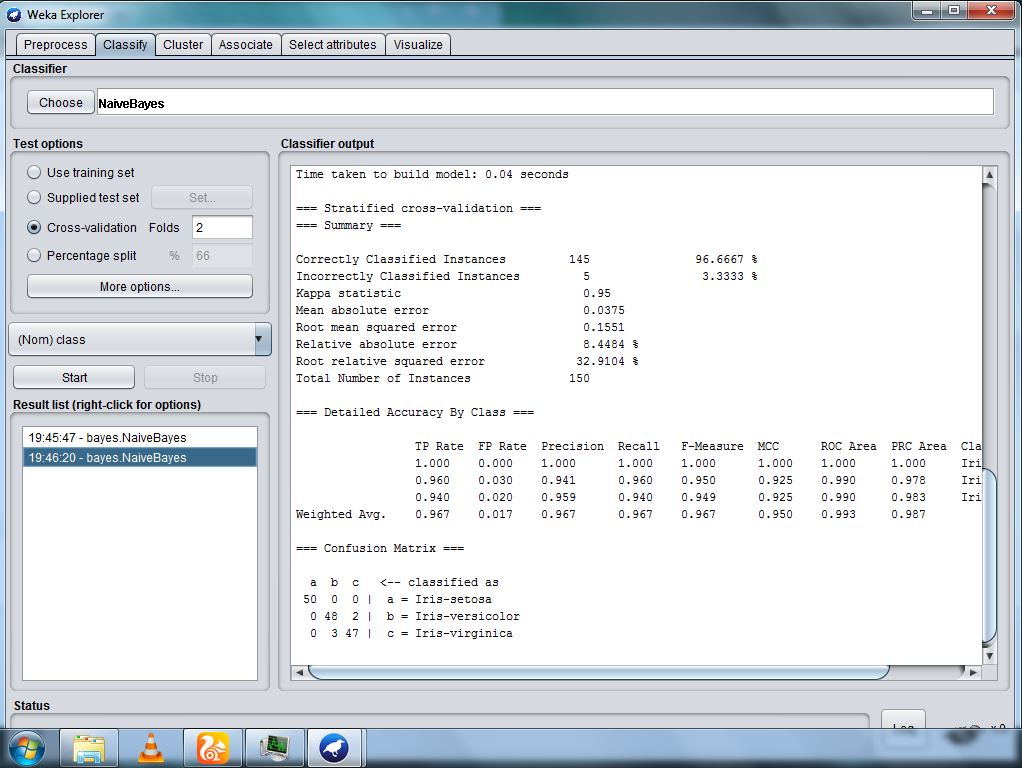 Weka Explorer
Preprocess Classify Cluster Associate Select attributes Visualize
Classifier
Choose NaiveBayes
Test options
Use training set
Supplied test set Set...
Cross-validation Folds 2
Percentage split % 66
More options...
(Nom) class
Start Stop
Result list (right-click for options)
19:45:47 - bayes.NaiveBayes
19:46:20 - bayes.NaiveBayes
Classifier output
Time taken to build model: 0.04 seconds
=== Stratified cross-validation ===
=== Summary ===
Correctly Classified Instances 145 96.6667 %
Incorrectly Classified Instances 5 3.3333 %
Kappa statistic 0.95
Mean absolute error 0.0375
Root mean squared error 0.1551
Relative absolute error 8.4484 %
Root relative squared error 32.9104 %
Total Number of Instances 150
=== Detailed Accuracy By Class ===
TP Rate FP Rate Precision Recall F-Measure MCC ROC Area PRC Area Cla
1.000 0.000 1.000 1.000 1.000 1.000 1.000 1.000 Iri
0.960 0.030 0.941 0.960 0.950 0.925 0.990 0.978 Iri
0.940 0.020 0.959 0.940 0.949 0.925 0.990 0.983 Iri
Weighted Avg. 0.967 0.017 0.967 0.967 0.967 0.950 0.993 0.987
=== Confusion Matrix ===
a b c <-- classified as
50 0 0 | a = Iris-setosa
0 48 2 | b = Iris-versicolor
0 3 47 | c = Iris-virginica
Status
Log x 0